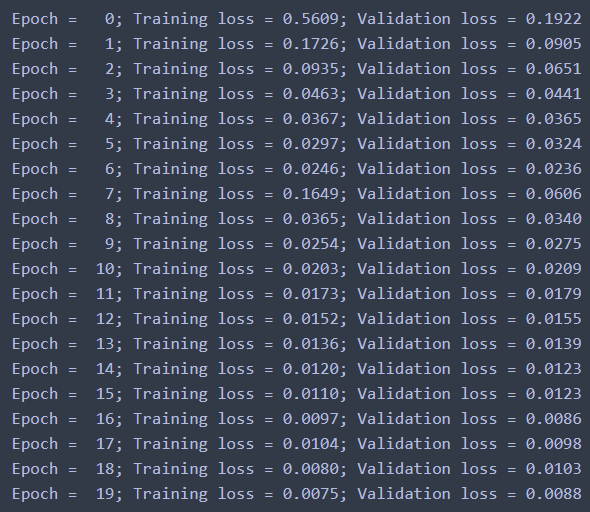 Epoch =   0; Training loss = 0.5609; Validation loss = 0.1922
Epoch =   1; Training loss = 0.1726; Validation loss = 0.0905
Epoch =   2; Training loss = 0.0935; Validation loss = 0.0651
Epoch =   3; Training loss = 0.0463; Validation loss = 0.0441
Epoch =   4; Training loss = 0.0367; Validation loss = 0.0365
Epoch =   5; Training loss = 0.0297; Validation loss = 0.0324
Epoch =   6; Training loss = 0.0246; Validation loss = 0.0236
Epoch =   7; Training loss = 0.1649; Validation loss = 0.0606
Epoch =   8; Training loss = 0.0365; Validation loss = 0.0340
Epoch =   9; Training loss = 0.0254; Validation loss = 0.0275
Epoch =  10; Training loss = 0.0203; Validation loss = 0.0209
Epoch =  11; Training loss = 0.0173; Validation loss = 0.0179
Epoch =  12; Training loss = 0.0152; Validation loss = 0.0155
Epoch =  13; Training loss = 0.0136; Validation loss = 0.0139
Epoch =  14; Training loss = 0.0120; Validation loss = 0.0123
Epoch =  15; Training loss = 0.0110; Validation loss = 0.0123
Epoch =  16; Training loss = 0.0097; Validation loss = 0.0086
Epoch =  17; Training loss = 0.0104; Validation loss = 0.0098
Epoch =  18; Training loss = 0.0080; Validation loss = 0.0103
Epoch =  19; Training loss = 0.0075; Validation loss = 0.0088